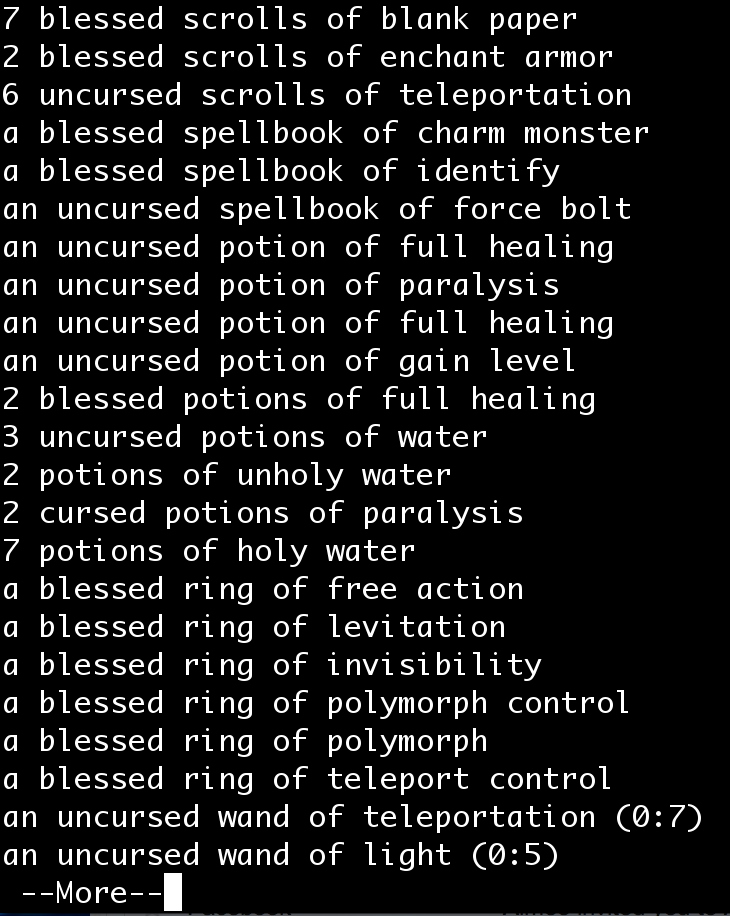 7 blessed scrolls of blank paper
2 blessed scrolls of enchant armor
6 uncursed scrolls of teleportation
a blessed spellbook of charm monster
a blessed spellbook of identify
an uncursed spellbook of force bolt
an uncursed potion of full healing
an uncursed potion of paralysis
an uncursed potion of full healing
an uncursed potion of gain level
2 blessed potions of full healing
3 uncursed potions of water
2 potions of unholy water
2 cursed potions of paralysis
7 potions of holy water
a blessed ring of free action
a blessed ring of levitation
a blessed ring of invisibility
a blessed ring of polymorph control
a blessed ring of polymorph
a blessed ring of teleport control
an uncursed wand of teleportation (0:7)
an uncursed wand of light (0:5)
--More--